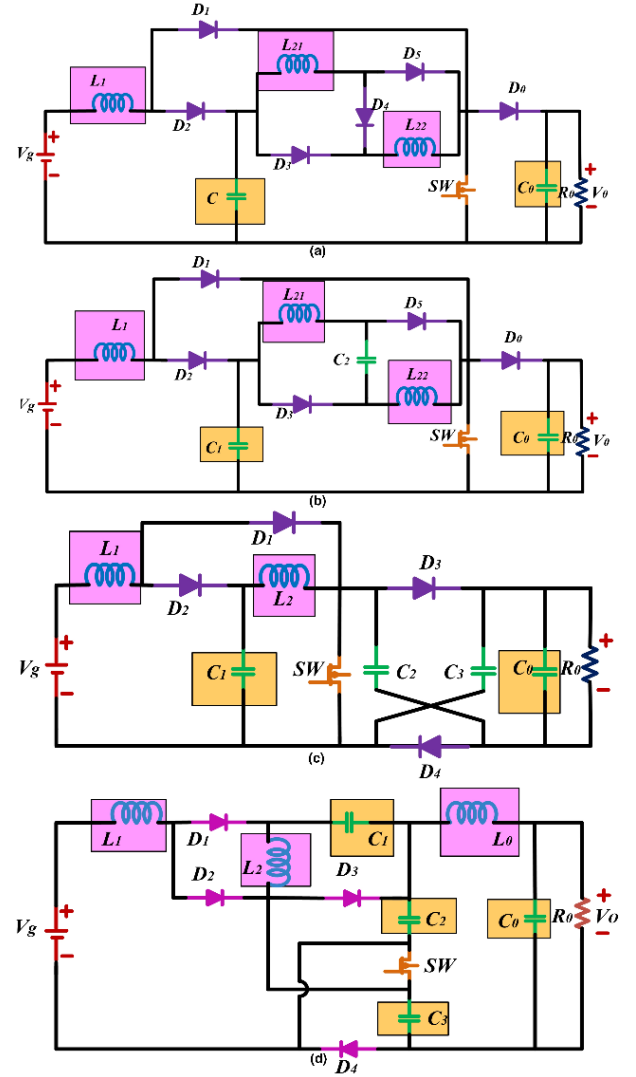 D1
L21
D5
L1
D4
D0
D2
L22
Vg
D3
SW
C
C0
R0
V0
(a)
D1
L21
D5
L1
D0
C2
D2
L22
Vg
D3
SW
C1
C0
R0
V0
(b)
D1
L1
D3
D2
L2
C1
SW
C2
C3
C0
R0
Vg
D4
(c)
L1
D1
C1
L0
L2
D2
D3
C2
C0
R0
VO
Vg
SW
C3
D4
(d)